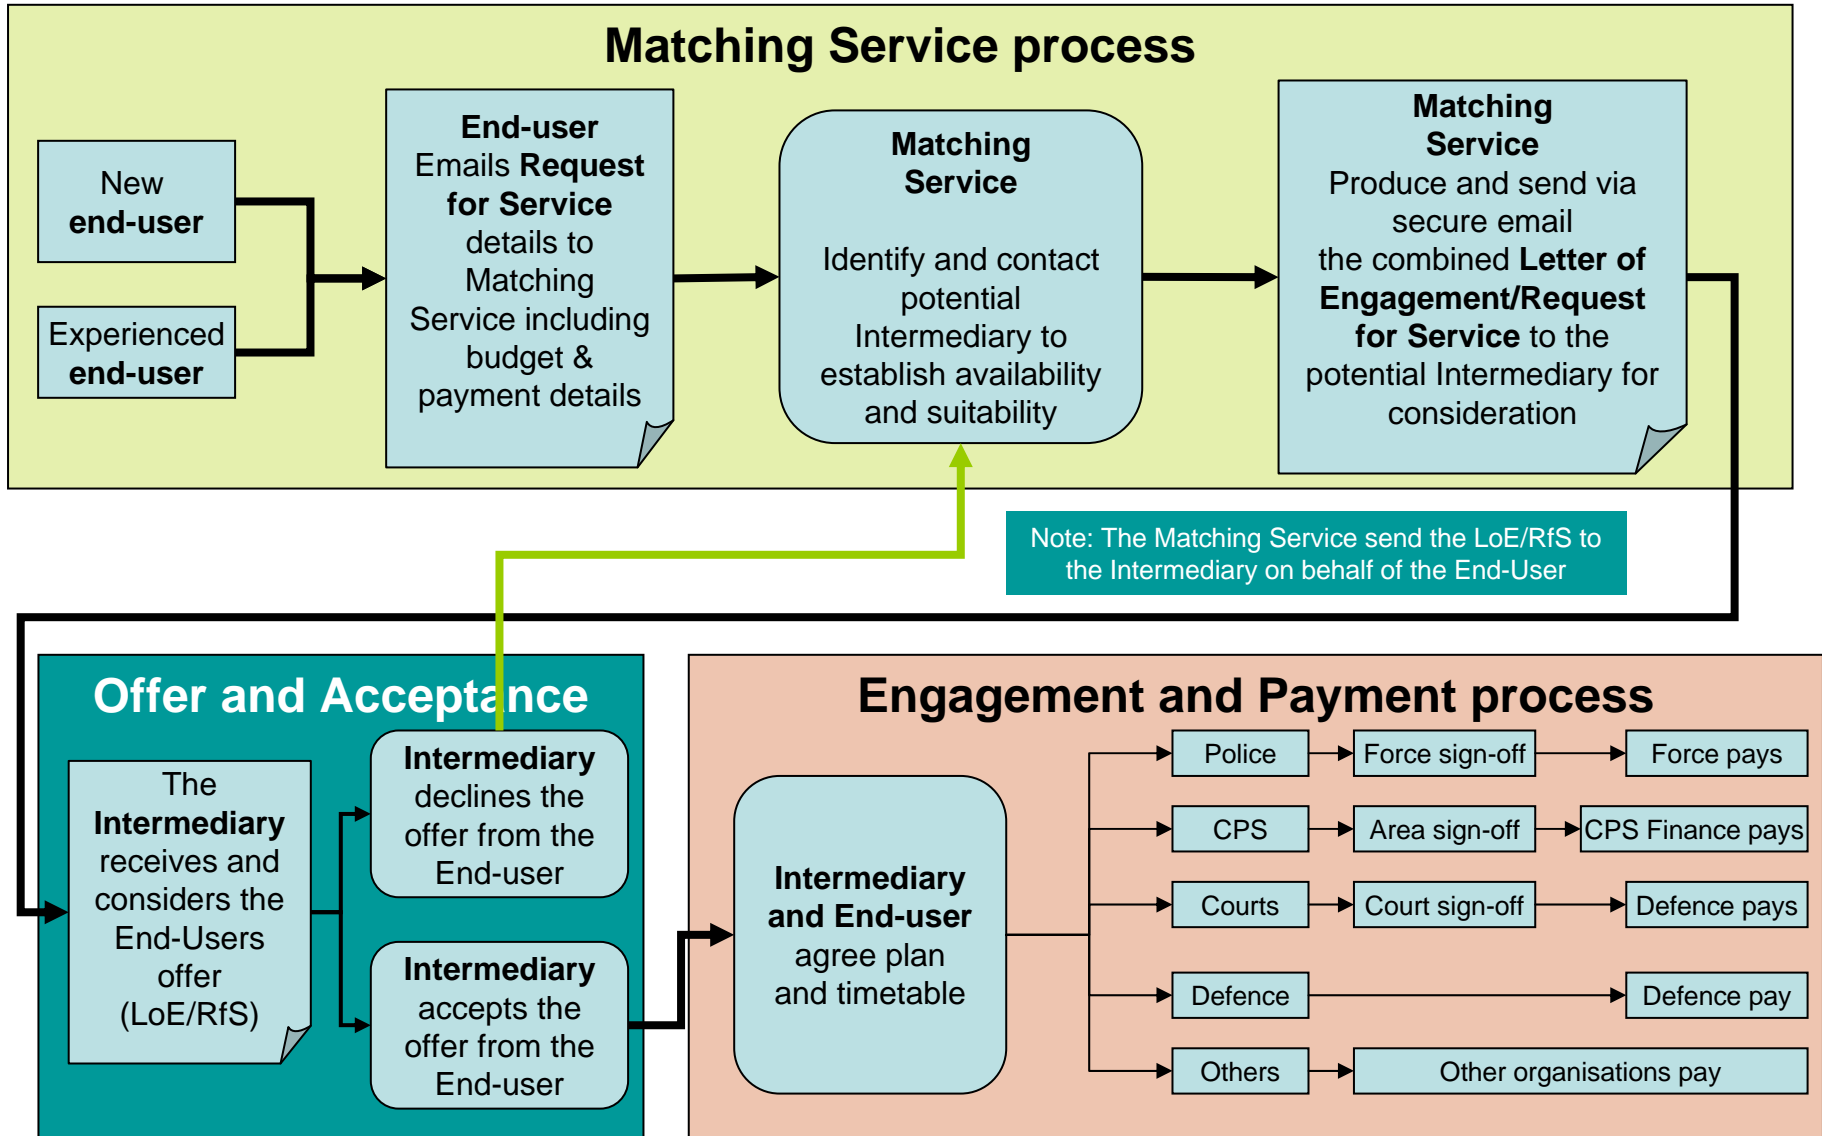 Matching Service process
New
end-user
Experienced
end-user
End-user
Emails Request
for Service
details to
Matching
Service including
budget &
payment details
Matching
Service
Identify and contact
potential
Intermediary to
establish availability
and suitability
Matching
Service
Produce and send via
secure email
the combined Letter of
Engagement/Request
for Service to the
potential Intermediary for
consideration
Note: The Matching Service send the LoE/RfS to
the Intermediary on behalf of the End-User
Offer and Acceptance
The
Intermediary
receives and
considers the
End-Users
offer
(LoE/RfS)
Intermediary
declines the
offer from the
End-user
Intermediary
accepts the
offer from the
End-user
Engagement and Payment process
Intermediary
and End-user
agree plan
and timetable
Police
Force sign-off
Force pays
CPS
Area sign-off
CPS Finance pays
Courts
Court sign-off
Defence pays
Defence
Defence pay
Others
Other organisations pay